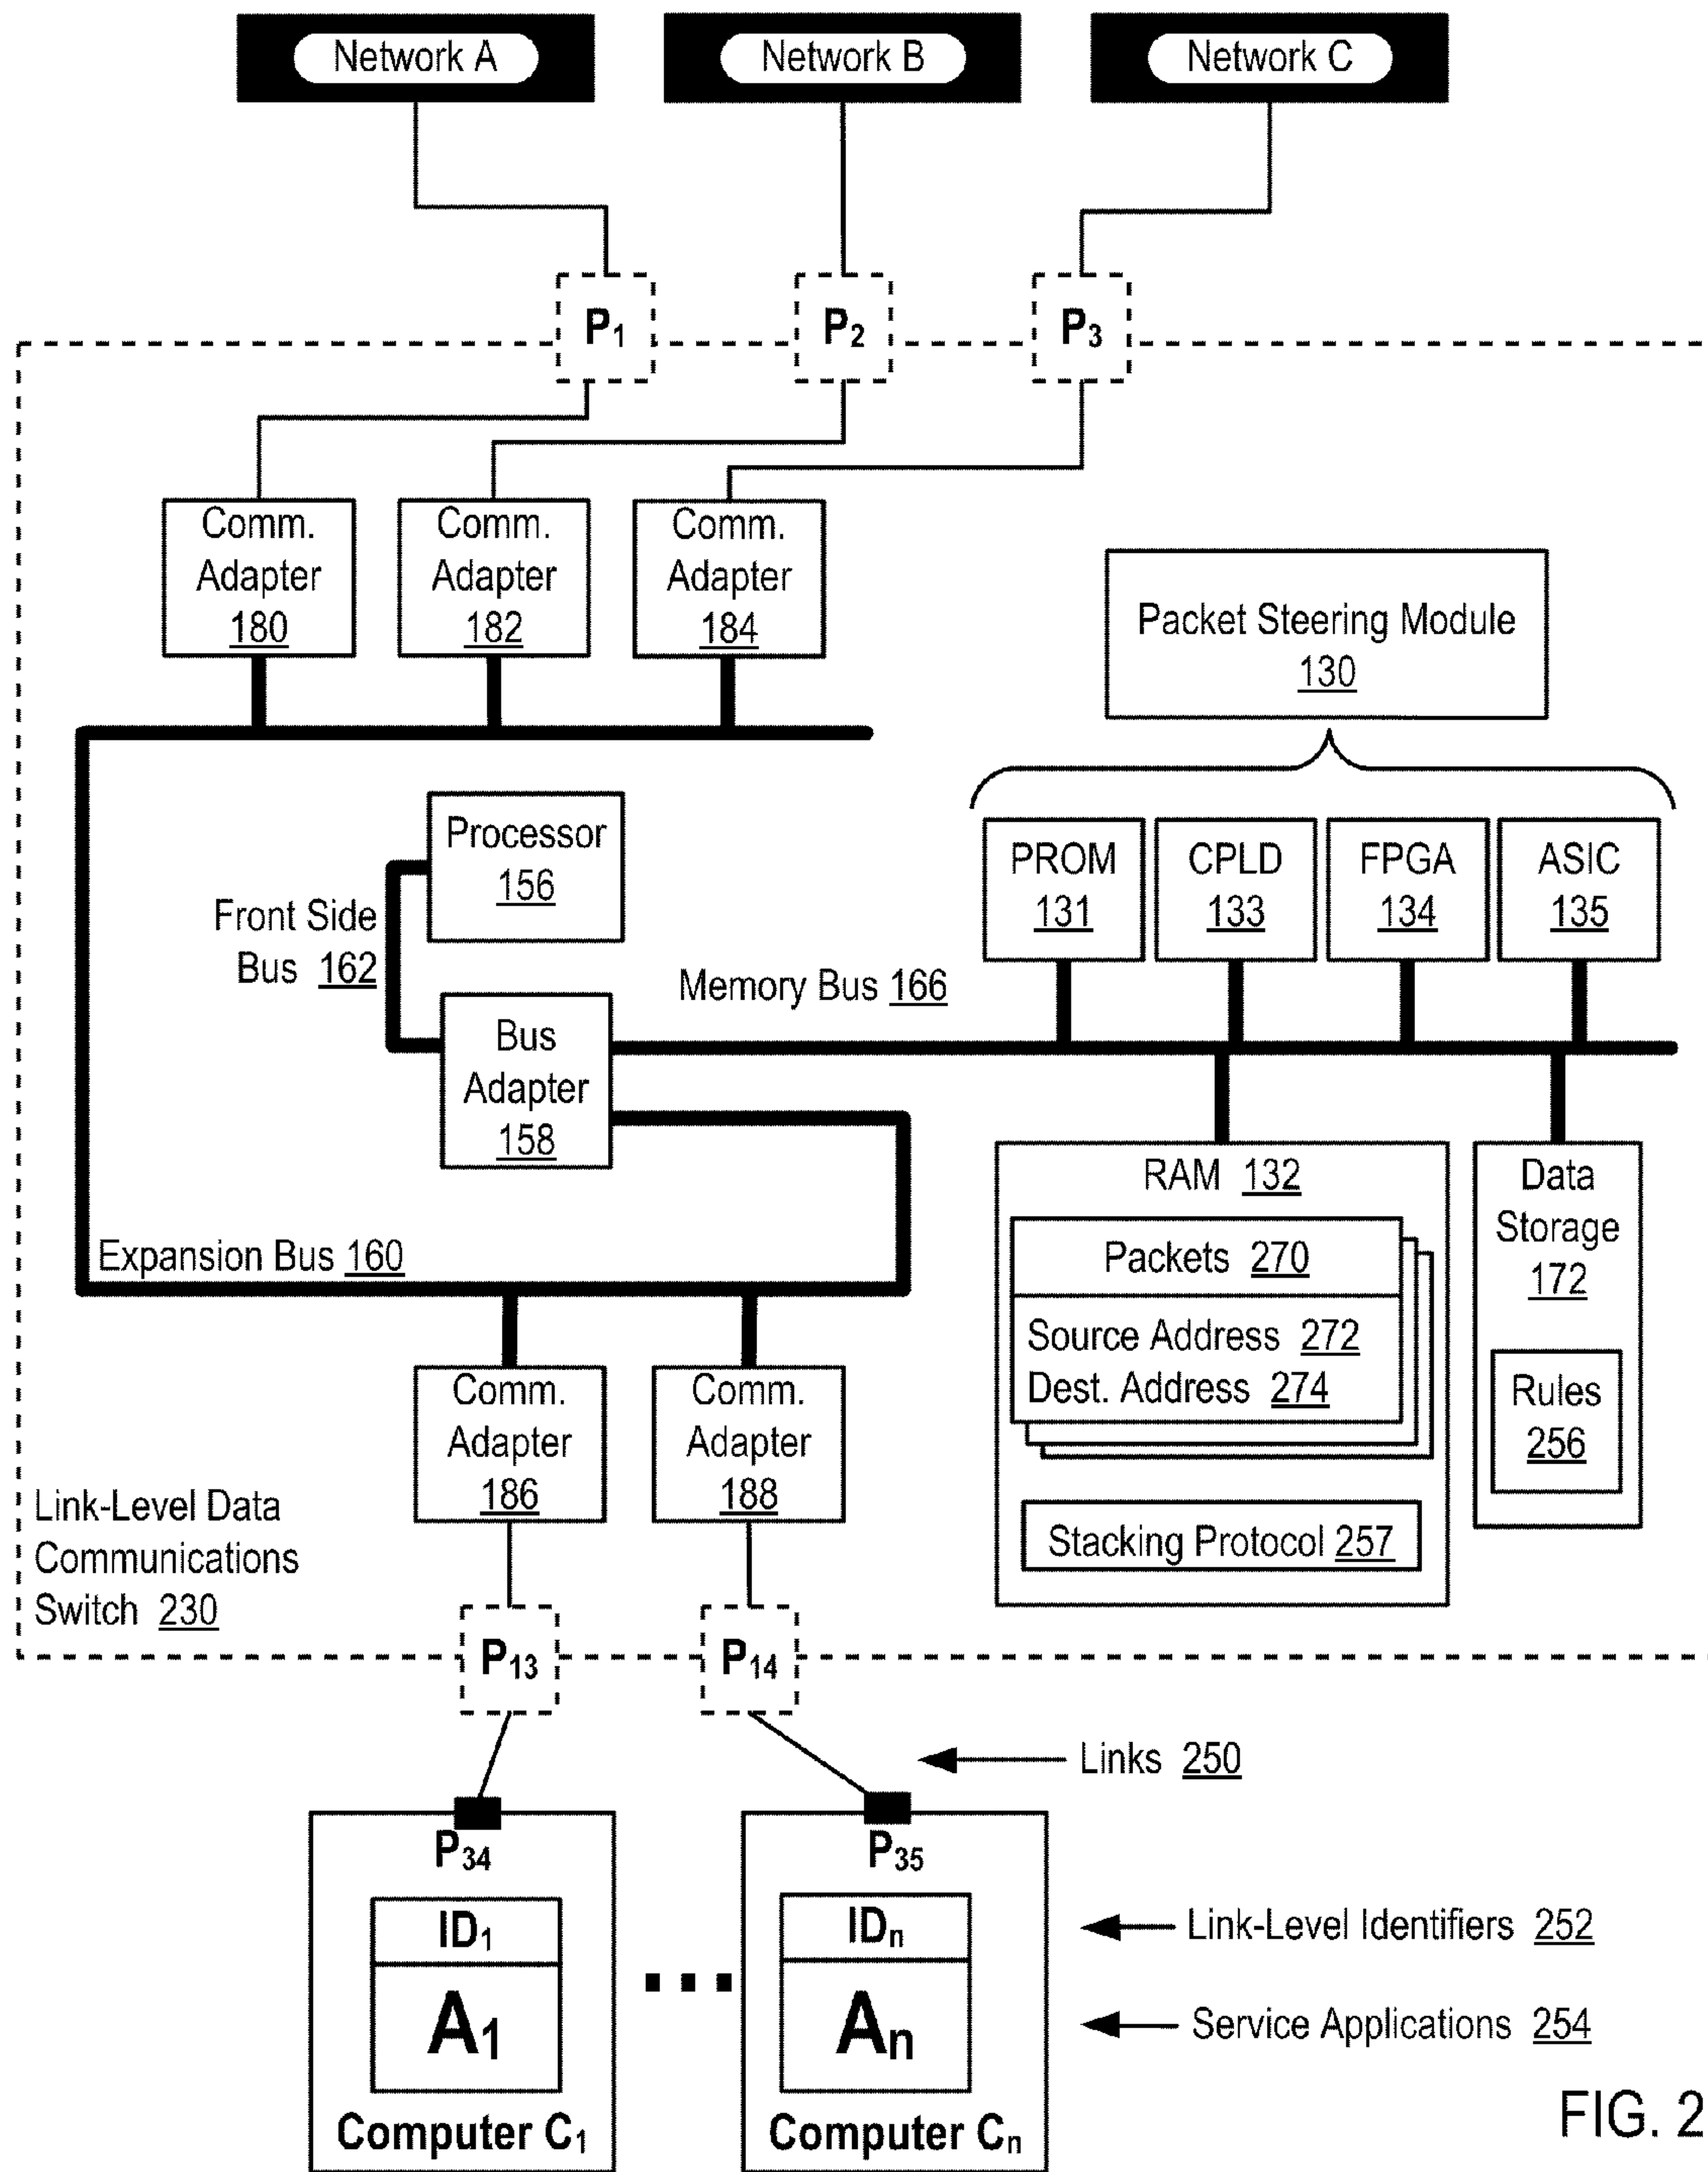 Network A
Network B
Network C
P1
P2
P3
Comm.
Adapter
180
Comm.
Adapter
182
Comm.
Adapter
184
Packet Steering Module
130
Processor
156
Front Side
Bus 162
PROM
131
CPLD
133
FPGA
134
ASIC
135
Memory Bus 166
Bus
Adapter
158
RAM 132
Packets 270
Source Address 272
Dest. Address 274
Stacking Protocol 257
Data
Storage
172
Rules
256
Expansion Bus 160
Comm.
Adapter
186
Comm.
Adapter
188
Link-Level Data
Communications
Switch 230
P13
P14
Links 250
P34
P35
ID1
IDn
Link-Level Identifiers 252
A1
An
Service Applications 254
Computer C1
Computer Cn
FIG. 2